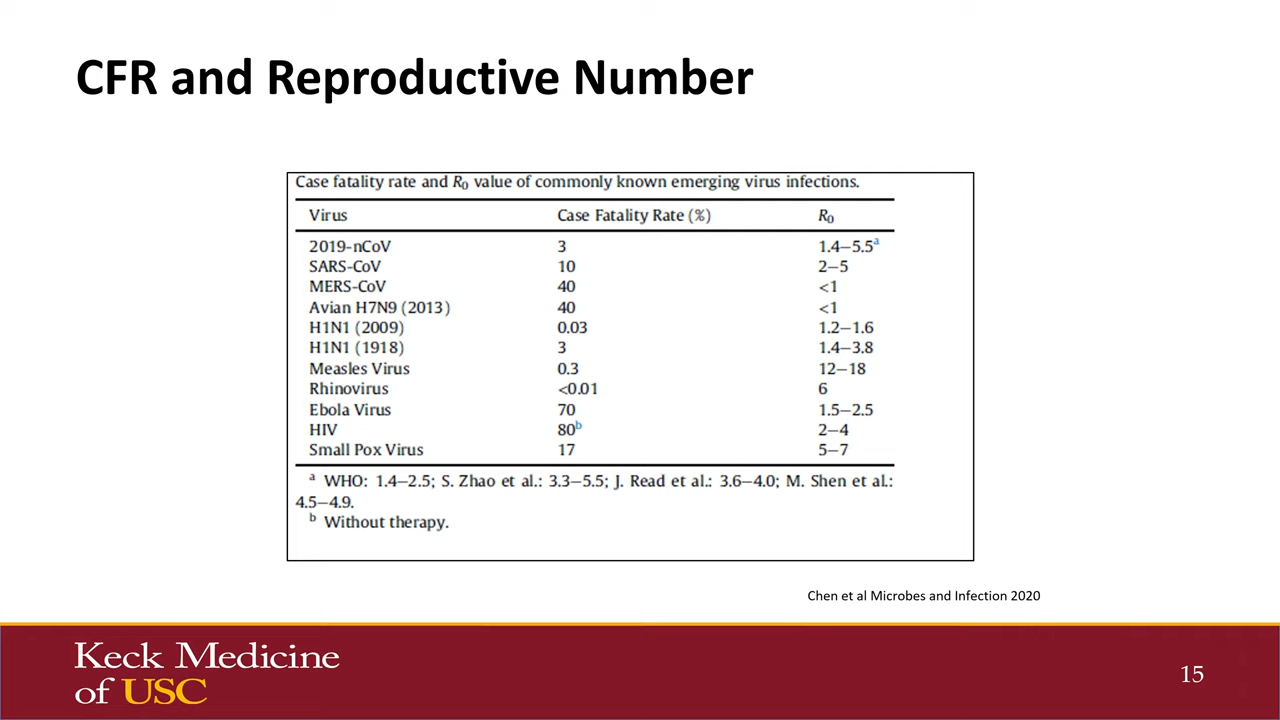 CFR and Reproductive Number
Case fatality rate and R0 value of commonly known emerging virus infections.
Virus Case Fatality Rate (%) R0
2019-nCoV 3 1.4–5.5a
SARS-CoV 10 2–5
MERS-CoV 40 <1
Avian H7N9 (2013) 40 <1
H1N1 (2009) 0.03 1.2–1.6
H1N1 (1918) 3 1.4–3.8
Measles Virus 0.3 12–18
Rhinovirus <0.01 6
Ebola Virus 70 1.5–2.5
HIV 80b 2–4
Small Pox Virus 17 5–7
a WHO: 1.4–2.5; S. Zhao et al.: 3.3–5.5; J. Read et al.: 3.6–4.0; M. Shen et al.:
4.5–4.9.
b Without therapy.
Chen et al Microbes and Infection 2020
Keck Medicine
of USC
15